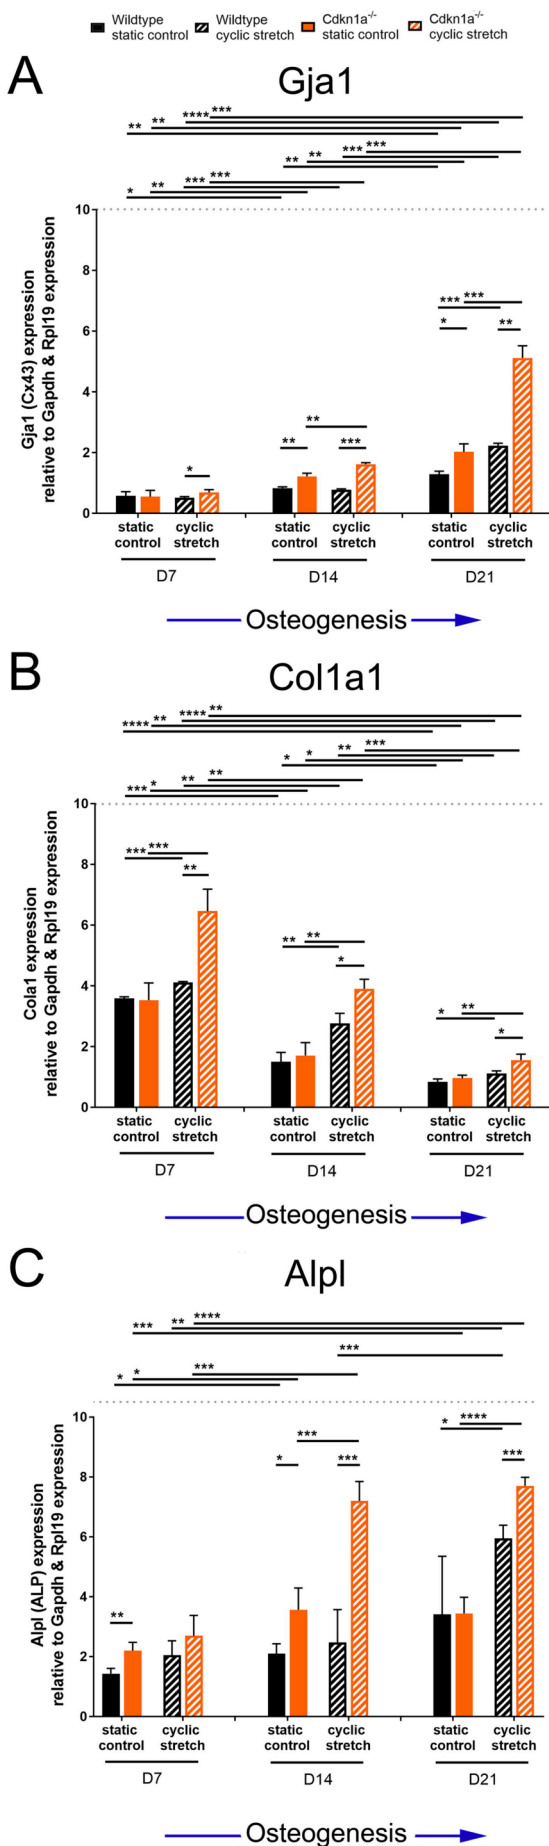 Wildtype static control
Wildtype cyclic stretch
Cdkn1a-/- static control
Cdkn1a-/- cyclic stretch
A
Gja1
*** 
****
**
**
***
***
**
**
***
***
**
*
10
8
6
4
2
0
Gja1 (Cx43) expression
relative to Gapdh & Rpl19 expression
*
**
**
***
***
***
*
**
static control
cyclic stretch
static control
cyclic stretch
static control
cyclic stretch
D7
D14
D21
Osteogenesis
B
Col1a1
**
****
**
****
***
**
*
*
**
**
*
***
10
8
6
4
2
0
Cola1 expression
relative to Gapdh & Rpl19 expression
***
***
**
**
**
*
*
**
*
static control
cyclic stretch
static control
cyclic stretch
static control
cyclic stretch
D7
D14
D21
Osteogenesis
C
Alpl
****
**
***
***
***
*
*
10
8
6
4
2
0
Alpl (ALP) expression
relative to Gapdh & Rpl19 expression
**
***
*
***
*
****
***
static control
cyclic stretch
static control
cyclic stretch
static control
cyclic stretch
D7
D14
D21
Osteogenesis